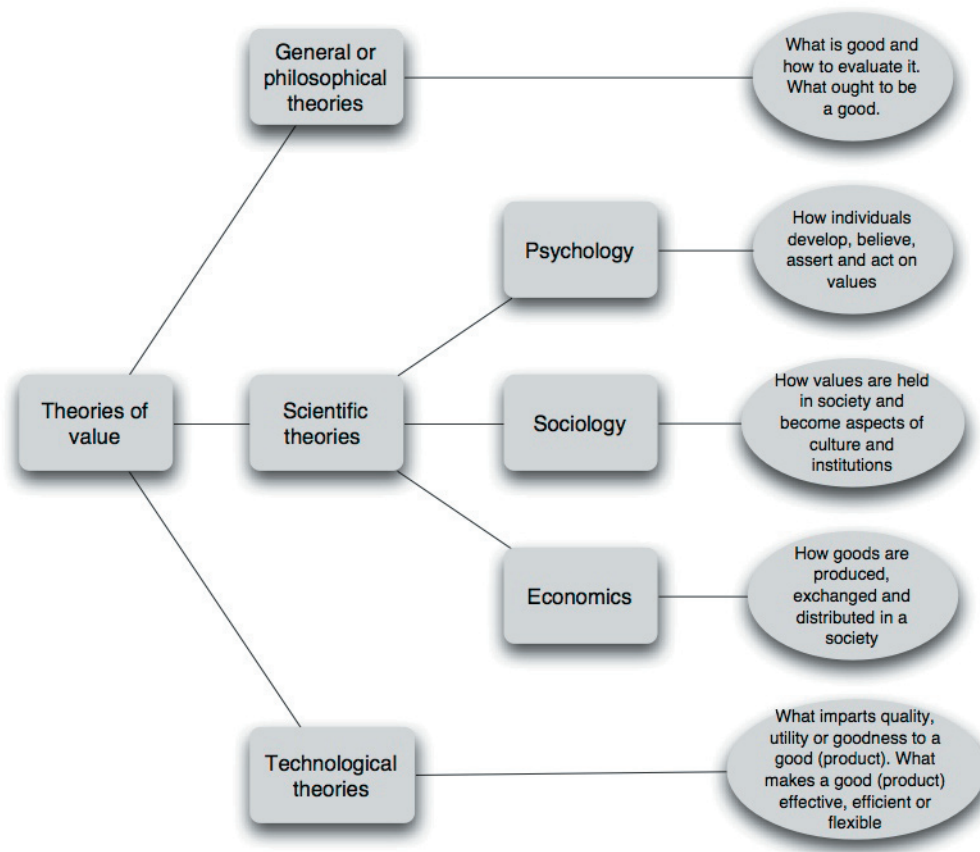 General or
philosophical
theories
What is good and
how to evaluate it.
What ought to be
a good.
Psychology
How individuals
develop, believe,
assert and act on
values
Theories of
value
Scientific
theories
Sociology
How values are held
in society and
become aspects of
culture and
institutions
Economics
How goods are
produced,
exchanged and
distributed in a
society
Technological
theories
What imparts quality,
utility or goodness to a
good (product). What
makes a good (product)
effective, efficient or
flexible